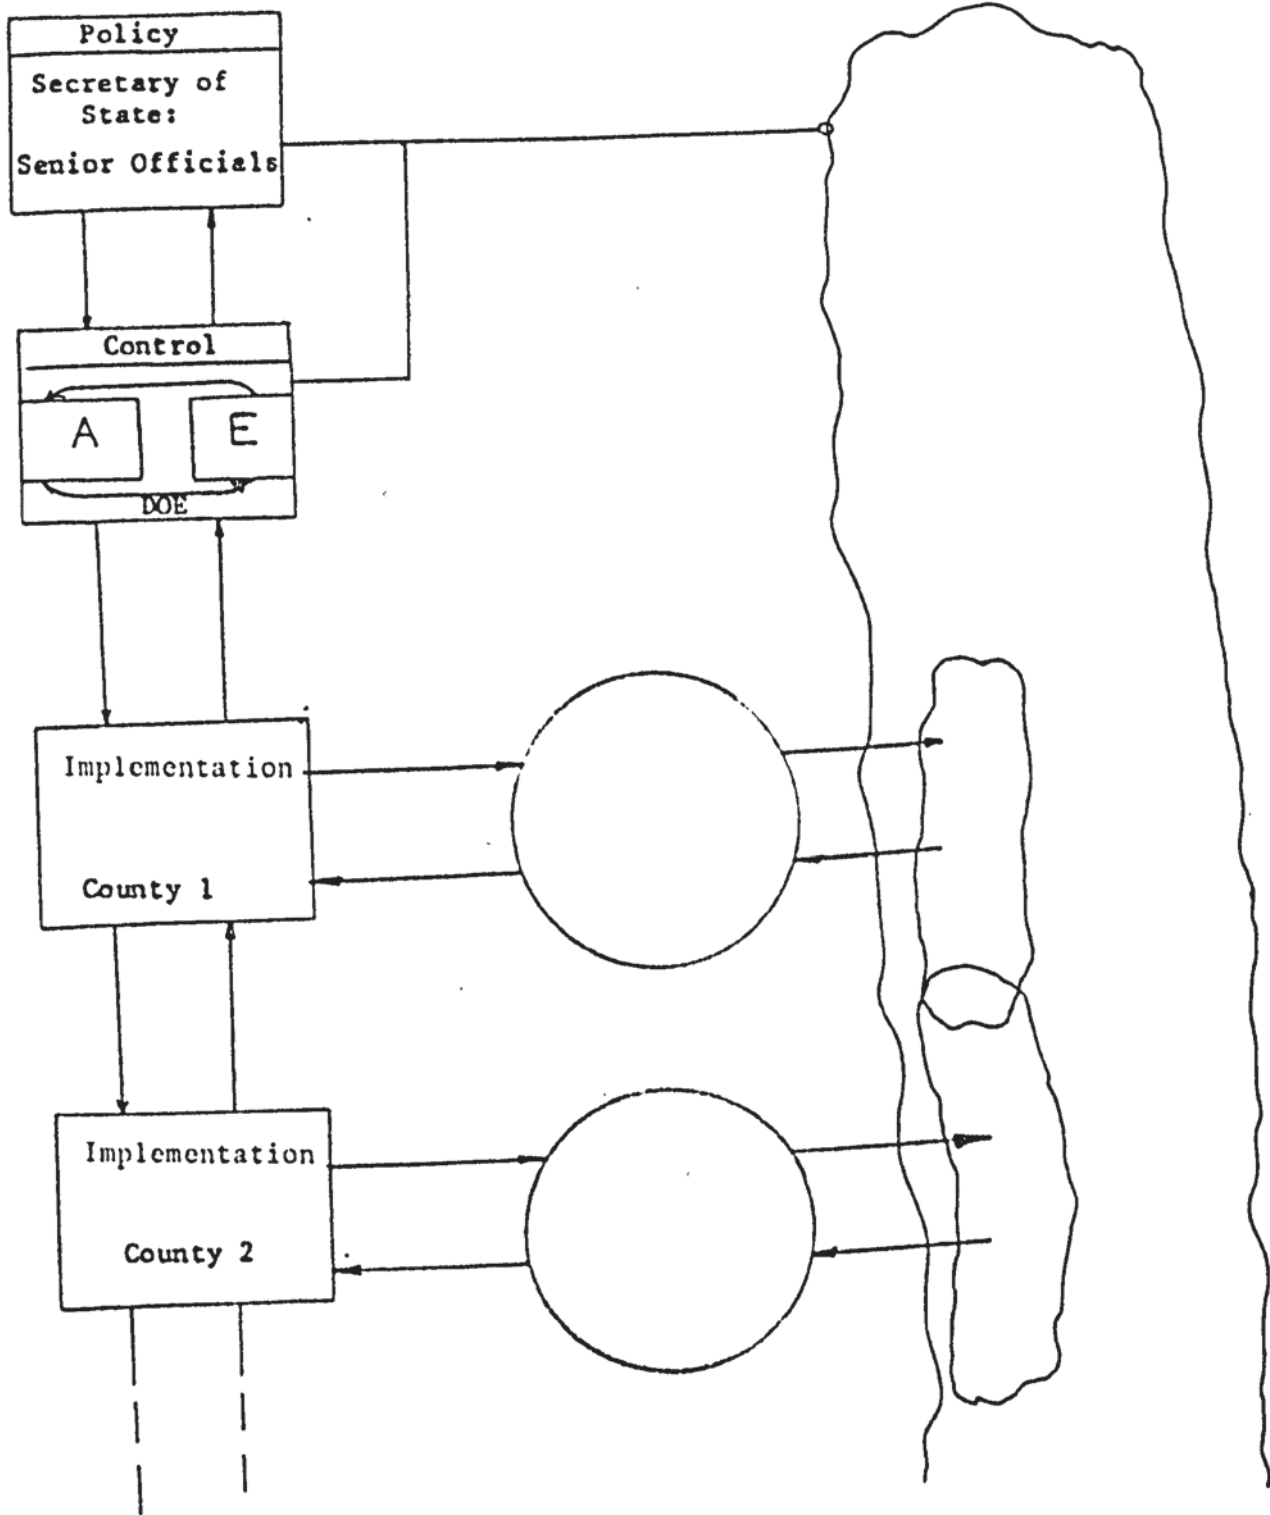 Policy
Secretary of
State:
Senior Officials
Control
A
E
DOE
Implementation
County 1
Implementation
County 2